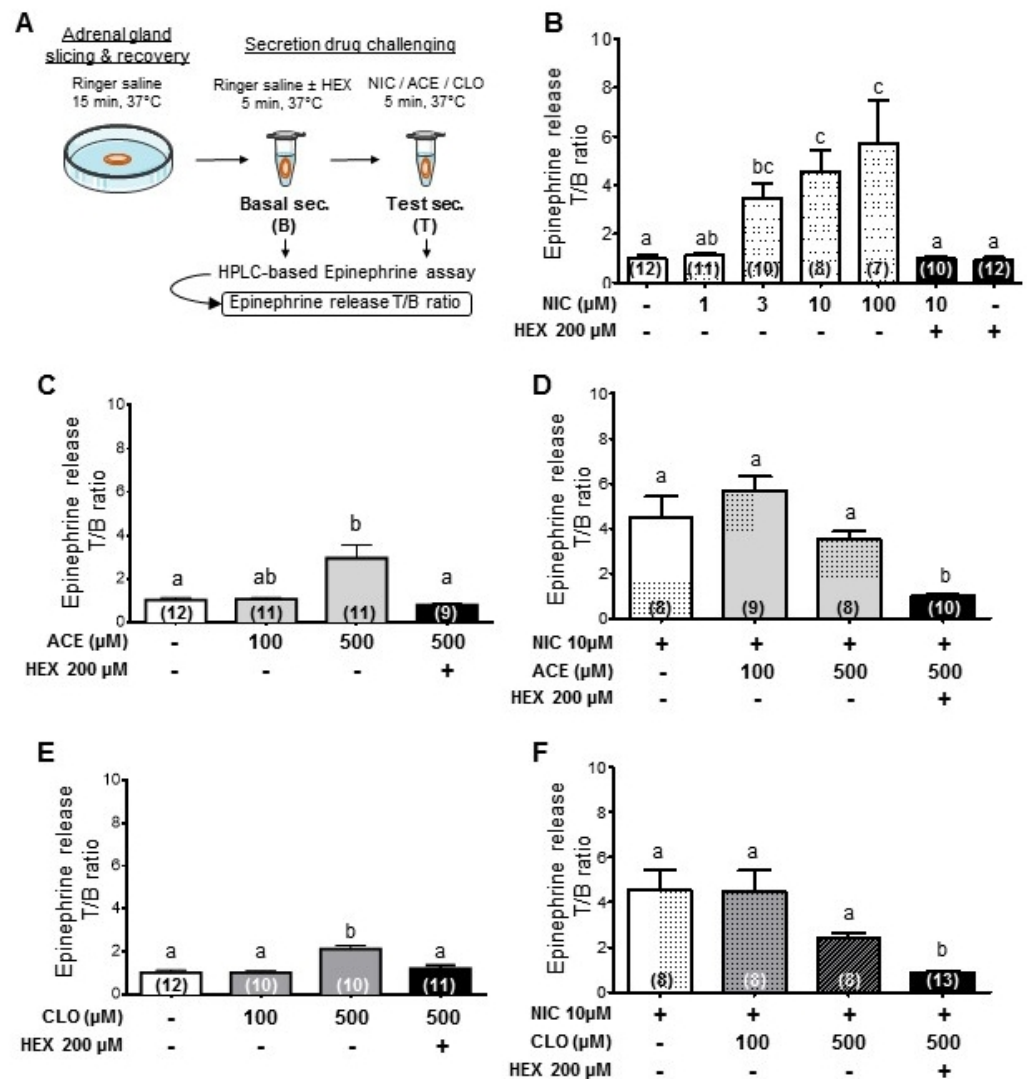 A
Adrenal gland
slicing & recovery
Secretion drug challenging
Ringer saline
15 min, 37°C
Ringer saline ± HEX
5 min, 37°C
NIC / ACE / CLO
5 min, 37°C
Basal sec.
(B)
Test sec.
(T)
HPLC-based Epinephrine assay
Epinephrine release T/B ratio
B
Epinephrine release
T/B ratio
10
8
6
4
2
0
a ab bc c c a a
(12) (11) (10) (8) (7) (10) (12)
NIC (µM) - 1 3 10 100 10 -
HEX 200 µM - - - - - + +
C
Epinephrine release
T/B ratio
10
8
6
4
2
0
a ab b a
(12) (11) (11) (9)
ACE (µM) - 100 500 500
HEX 200 µM - - - +
D
Epinephrine release
T/B ratio
10
8
6
4
2
0
a a a b
(8) (9) (8) (10)
NIC 10µM + + + +
ACE (µM) - 100 500 500
HEX 200 µM - - - +
E
Epinephrine release
T/B ratio
10
8
6
4
2
0
a a b a
(12) (10) (10) (11)
CLO (µM) - 100 500 500
HEX 200 µM - - - +
F
Epinephrine release
T/B ratio
10
8
6
4
2
0
a a a b
(8) (8) (8) (13)
NIC 10µM + + + +
CLO (µM) - 100 500 500
HEX 200 µM - - - +